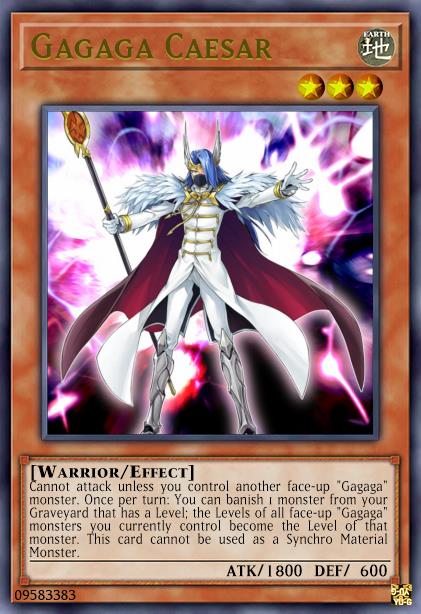 Gagaga Caesar
EARTH
地
[Warrior/Effect]
Cannot attack unless you control another face-up "Gagaga"
monster. Once per turn: You can banish 1 monster from your
Graveyard that has a Level; the Levels of all face-up "Gagaga"
monsters you currently control become the Level of that
monster. This card cannot be used as a Synchro Material
Monster.
ATK/1800 DEF/ 600
09583383